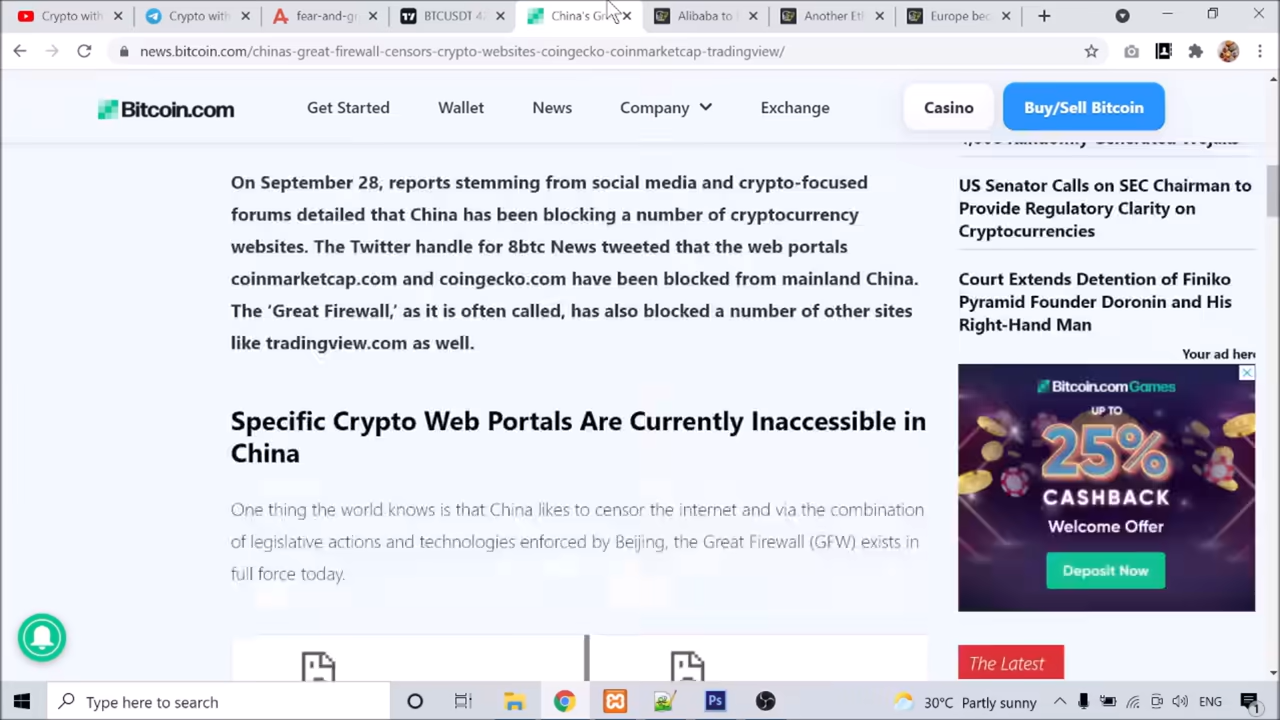 Crypto with
Crypto with
fear-and-gr
BTCUSDT 42
China's Gr
Alibaba to
Another Eth
Europe bec
news.bitcoin.com/chinas-great-firewall-censors-crypto-websites-coingecko-coinmarketcap-tradingview/
Bitcoin.com
Get Started
Wallet
News
Company
Exchange
Casino
Buy/Sell Bitcoin
On September 28, reports stemming from social media and crypto-focused
forums detailed that China has been blocking a number of cryptocurrency
websites. The Twitter handle for 8btc News tweeted that the web portals
coinmarketcap.com and coingecko.com have been blocked from mainland China.
The ‘Great Firewall,’ as it is often called, has also blocked a number of other sites
like tradingview.com as well.
Specific Crypto Web Portals Are Currently Inaccessible in
China
One thing the world knows is that China likes to censor the internet and via the combination
of legislative actions and technologies enforced by Beijing, the Great Firewall (GFW) exists in
full force today.
US Senator Calls on SEC Chairman to
Provide Regulatory Clarity on
Cryptocurrencies
Court Extends Detention of Finiko
Pyramid Founder Doronin and His
Right-Hand Man
Your ad here
Bitcoin.com Games
UP TO
25%
CASHBACK
Welcome Offer
Deposit Now
The Latest
Type here to search
Ps
30°C Partly sunny
ENG
1